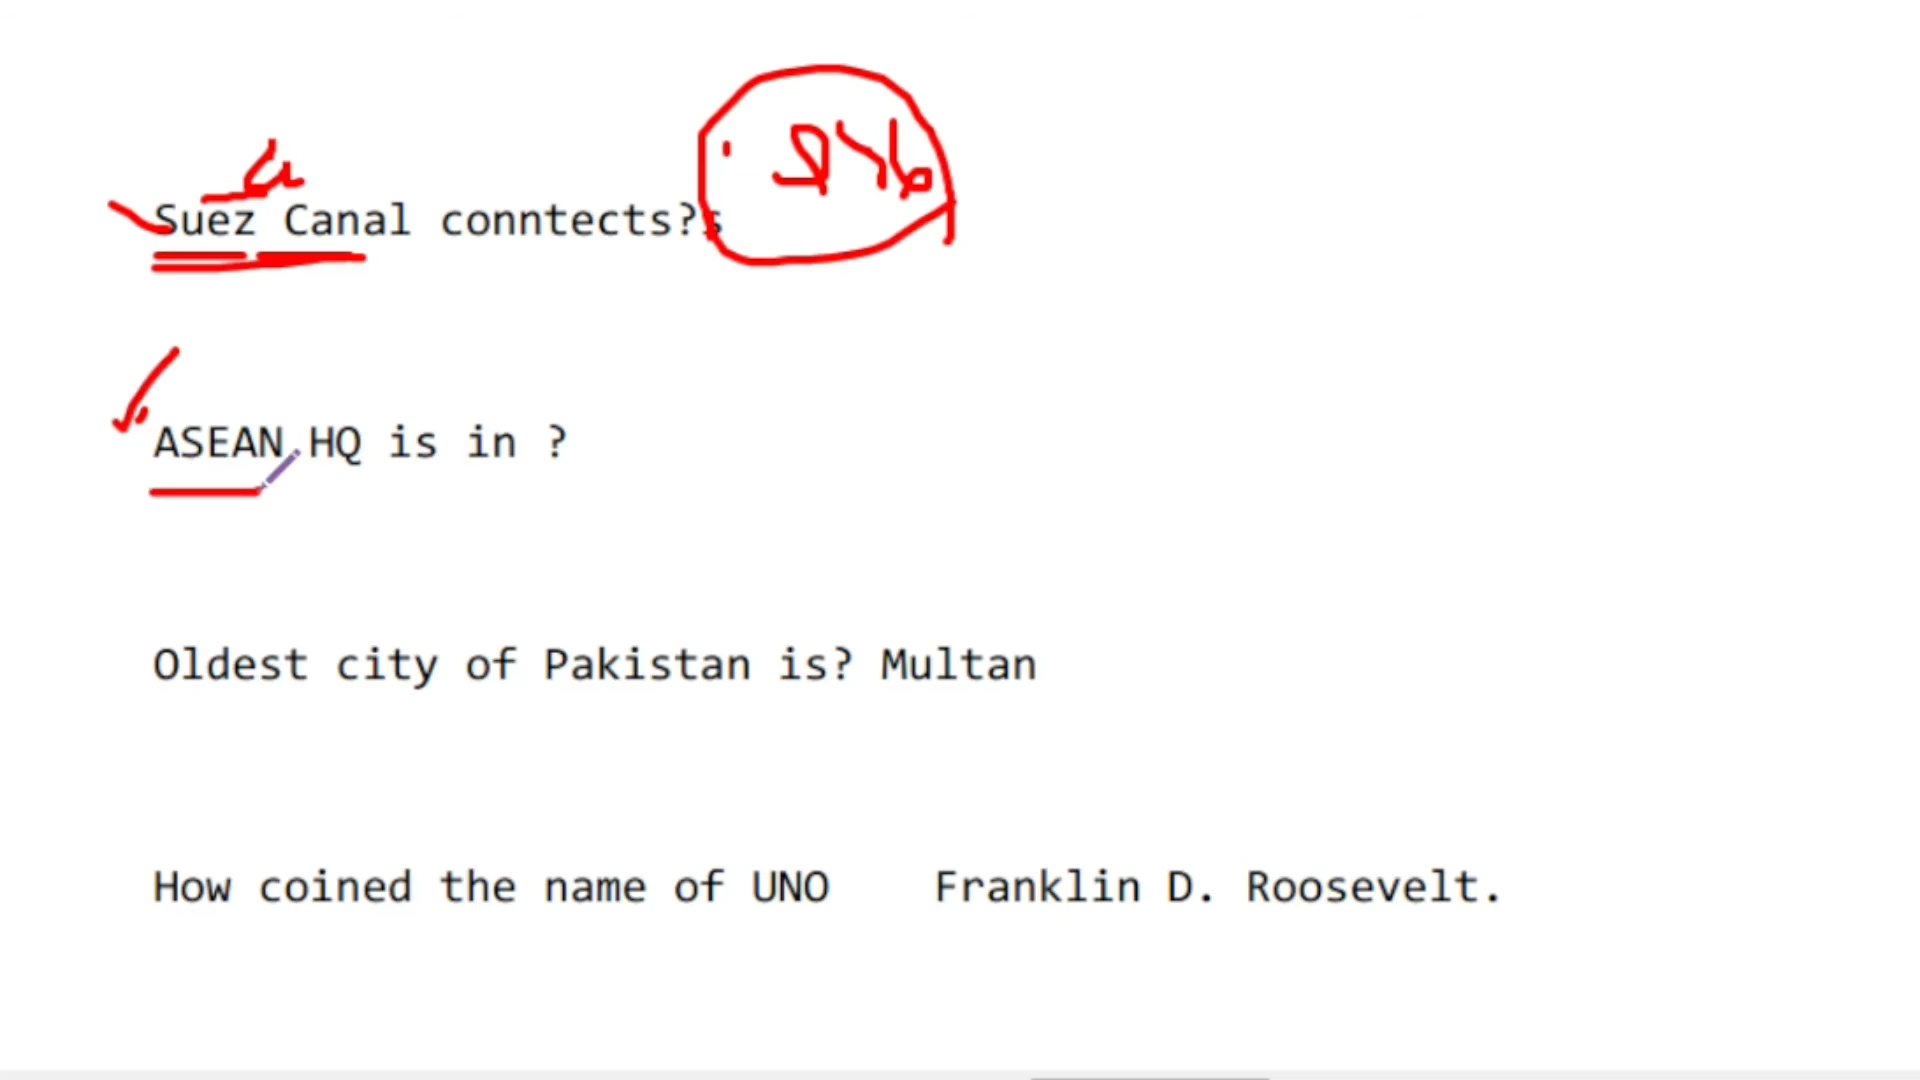 Suez Canal conntects?s
ASEAN HQ is in ?
Oldest city of Pakistan is? Multan
How coined the name of UNO Franklin D. Roosevelt.